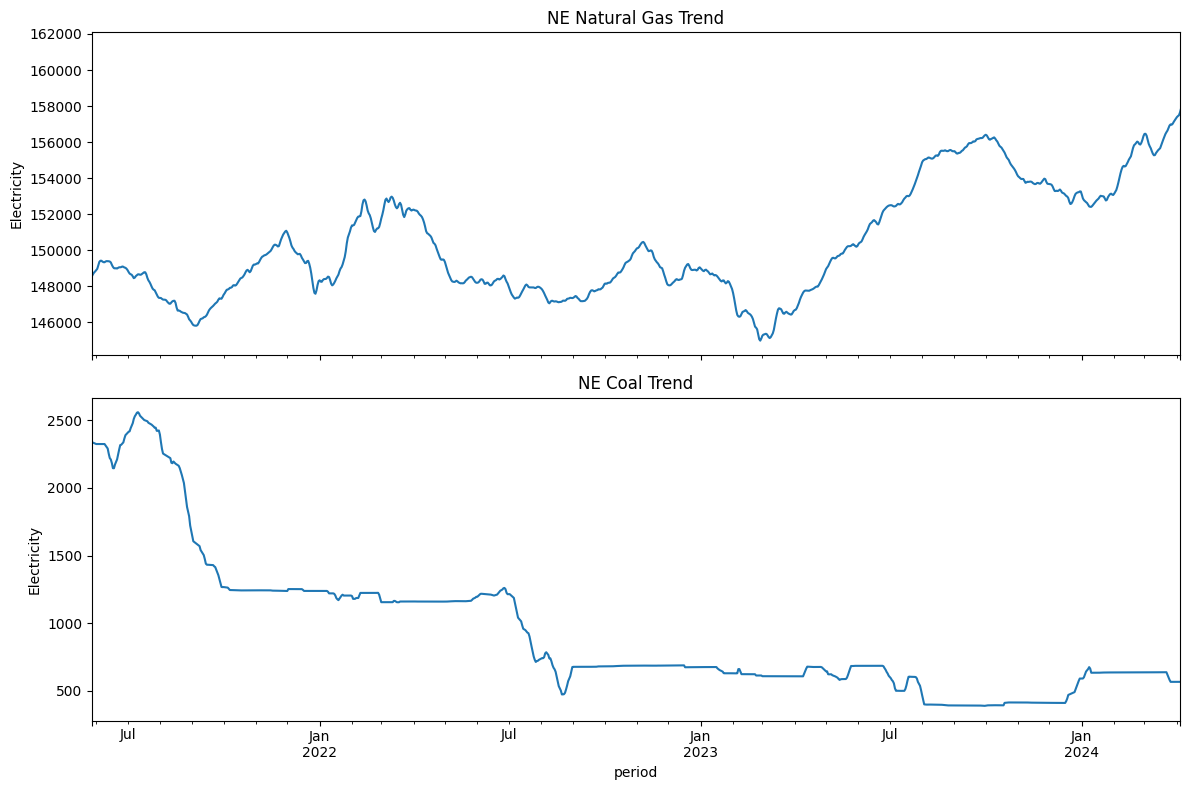 NE Natural Gas Trend
162000
160000
158000
156000
154000
152000
150000
148000
146000
Electricity
NE Coal Trend
2500
2000
1500
1000
500
Electricity
Jul
Jan
2022
Jul
Jan
2023
Jul
Jan
2024
period